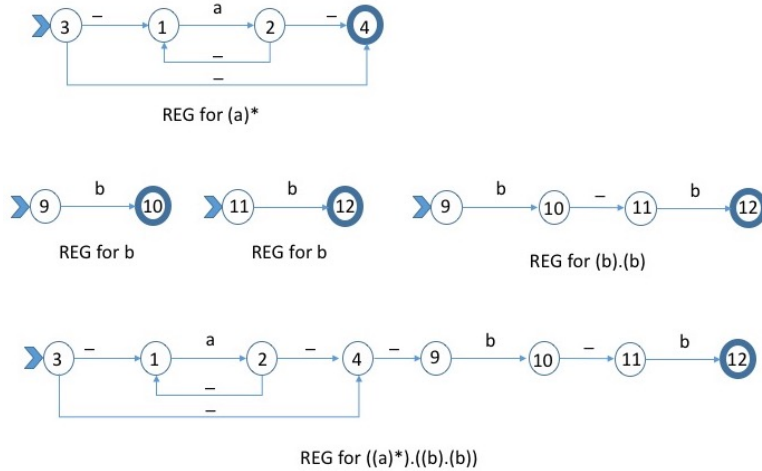 – a –
3 1 2 4
–
–
REG for (a)*
b b b – b
9 10 11 12 9 10 11 12
REG for b REG for b REG for (b).(b)
– a – – b – b
3 1 2 4 9 10 11 12
–
–
REG for ((a)*).((b).(b))